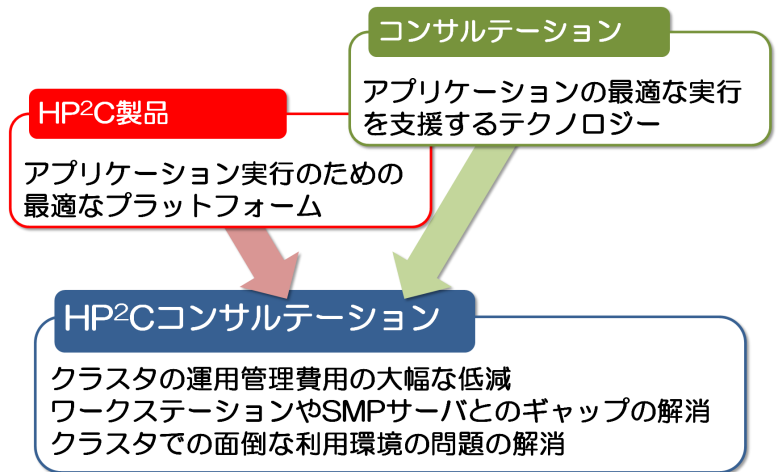 コンサルテーション
アプリケーションの最適な実行
を支援するテクノロジー
HP²C製品
アプリケーション実行のための
最適なプラットフォーム
HP²Cコンサルテーション
クラスタの運用管理費用の大幅な低減
ワークステーションやSMPサーバとのギャップの解消
クラスタでの面倒な利用環境の問題の解消